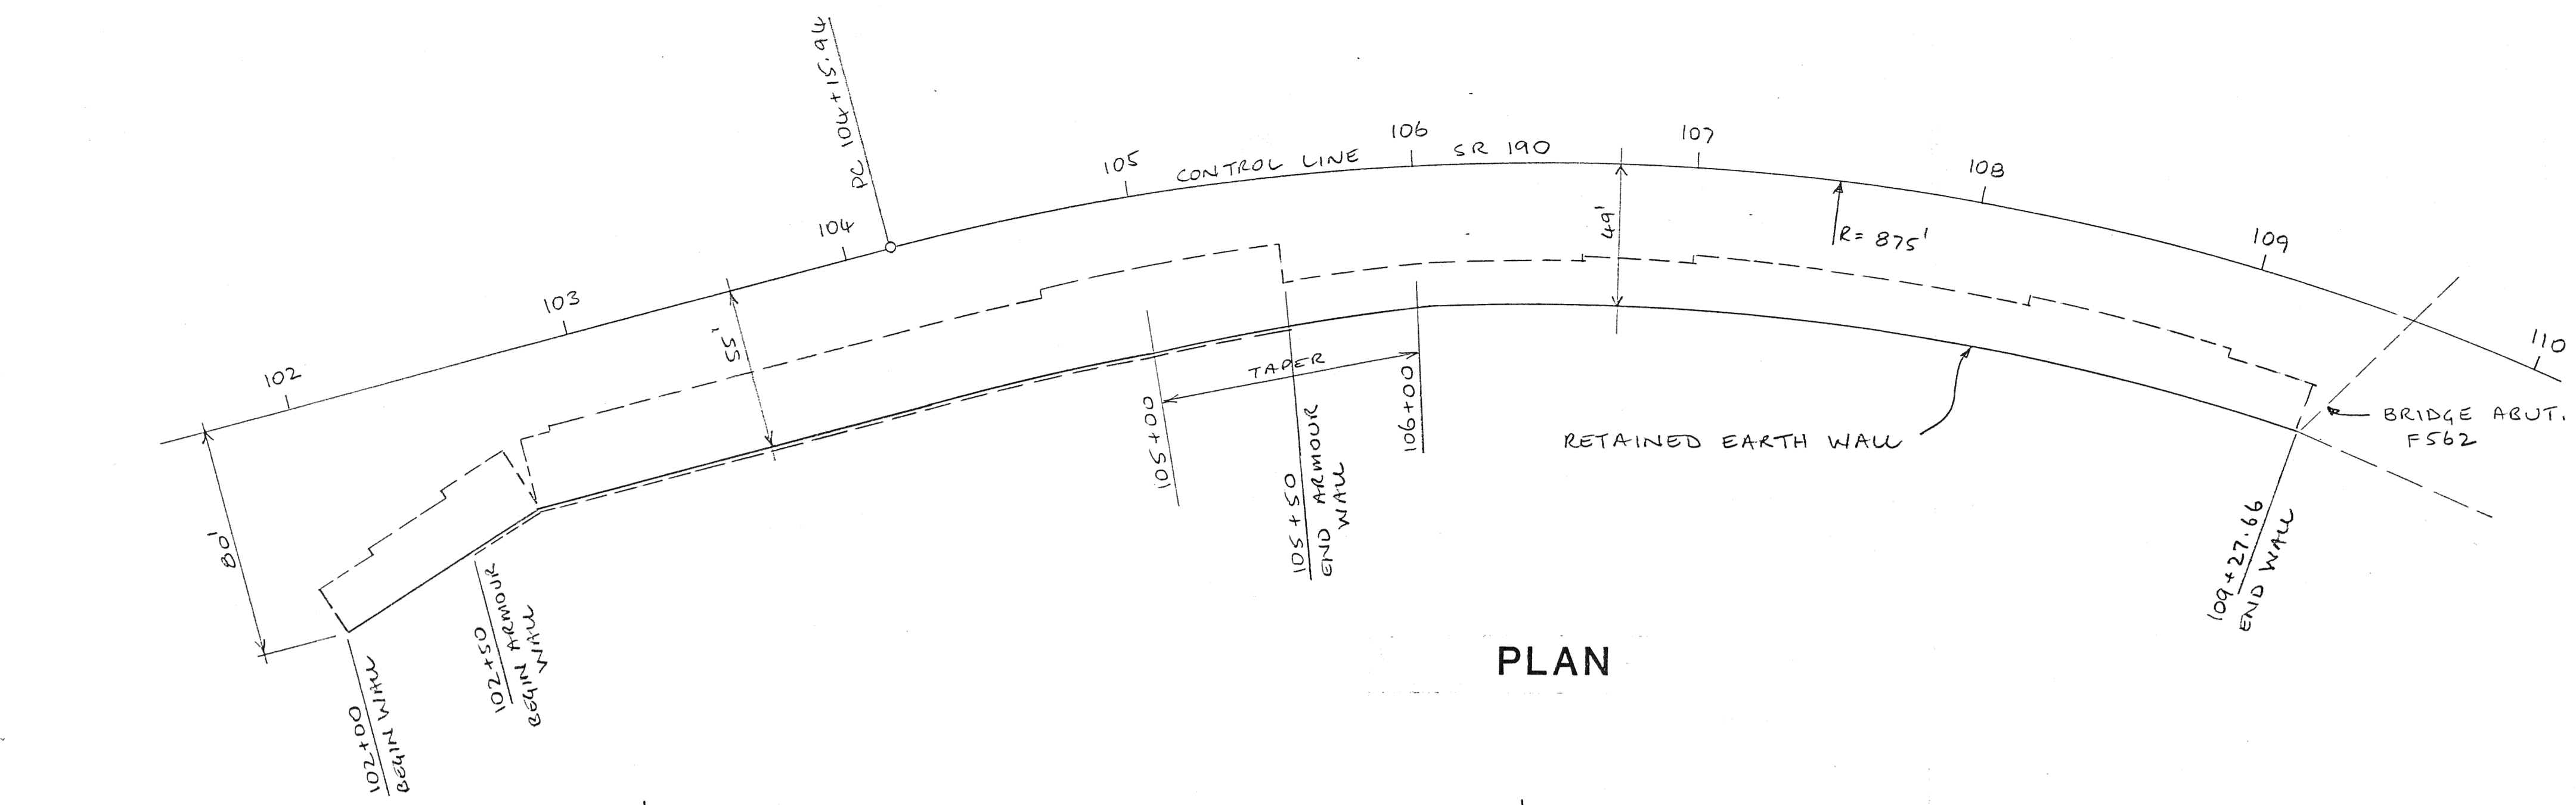 PC 104+15.94
102
103
104
105
CONTROL LINE
106
SR 190
107
108
109
110
80'
55'
49'
R= 875'
TAPER
105+00
106+00
RETAINED EARTH WALL
BRIDGE ABUT.
F562
102+00
BEGIN WALL
102+50
BEGIN ARMOUR
WALL
105+50
END ARMOUR
WALL
109+27.66
END WALL
PLAN